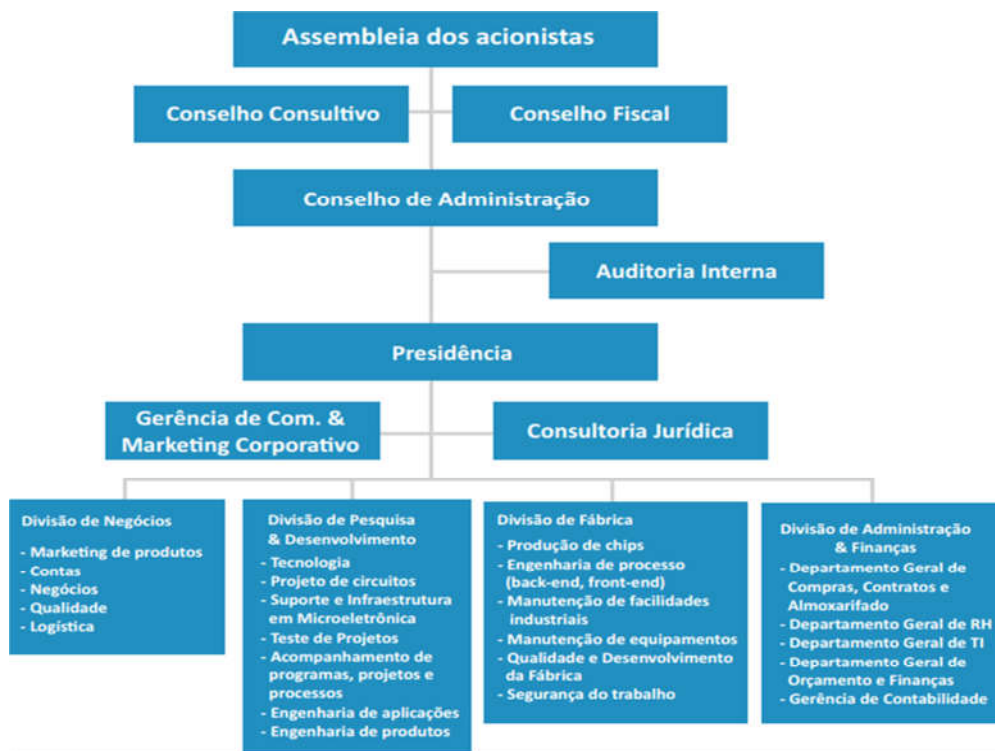 Assembleia dos acionistas
Conselho Consultivo
Conselho Fiscal
Conselho de Administração
Auditoria Interna
Presidência
Gerência de Com. &
Marketing Corporativo
Consultoria Jurídica
Divisão de Negócios
- Marketing de produtos
- Contas
- Negócios
- Qualidade
- Logística
Divisão de Pesquisa
& Desenvolvimento
- Tecnologia
- Projeto de circuitos
- Suporte e Infraestrutura
em Microeletrônica
- Teste de Projetos
- Acompanhamento de
programas, projetos e
processos
- Engenharia de aplicações
- Engenharia de produtos
Divisão de Fábrica
- Produção de chips
- Engenharia de processo
(back-end, front-end)
- Manutenção de facilidades
industriais
- Manutenção de equipamentos
- Qualidade e Desenvolvimento
da Fábrica
- Segurança do trabalho
Divisão de Administração
& Finanças
- Departamento Geral de
Compras, Contratos e
Almoxarifado
- Departamento Geral de RH
- Departamento Geral de TI
- Departamento Geral de
Orçamento e Finanças
- Gerência de Contabilidade